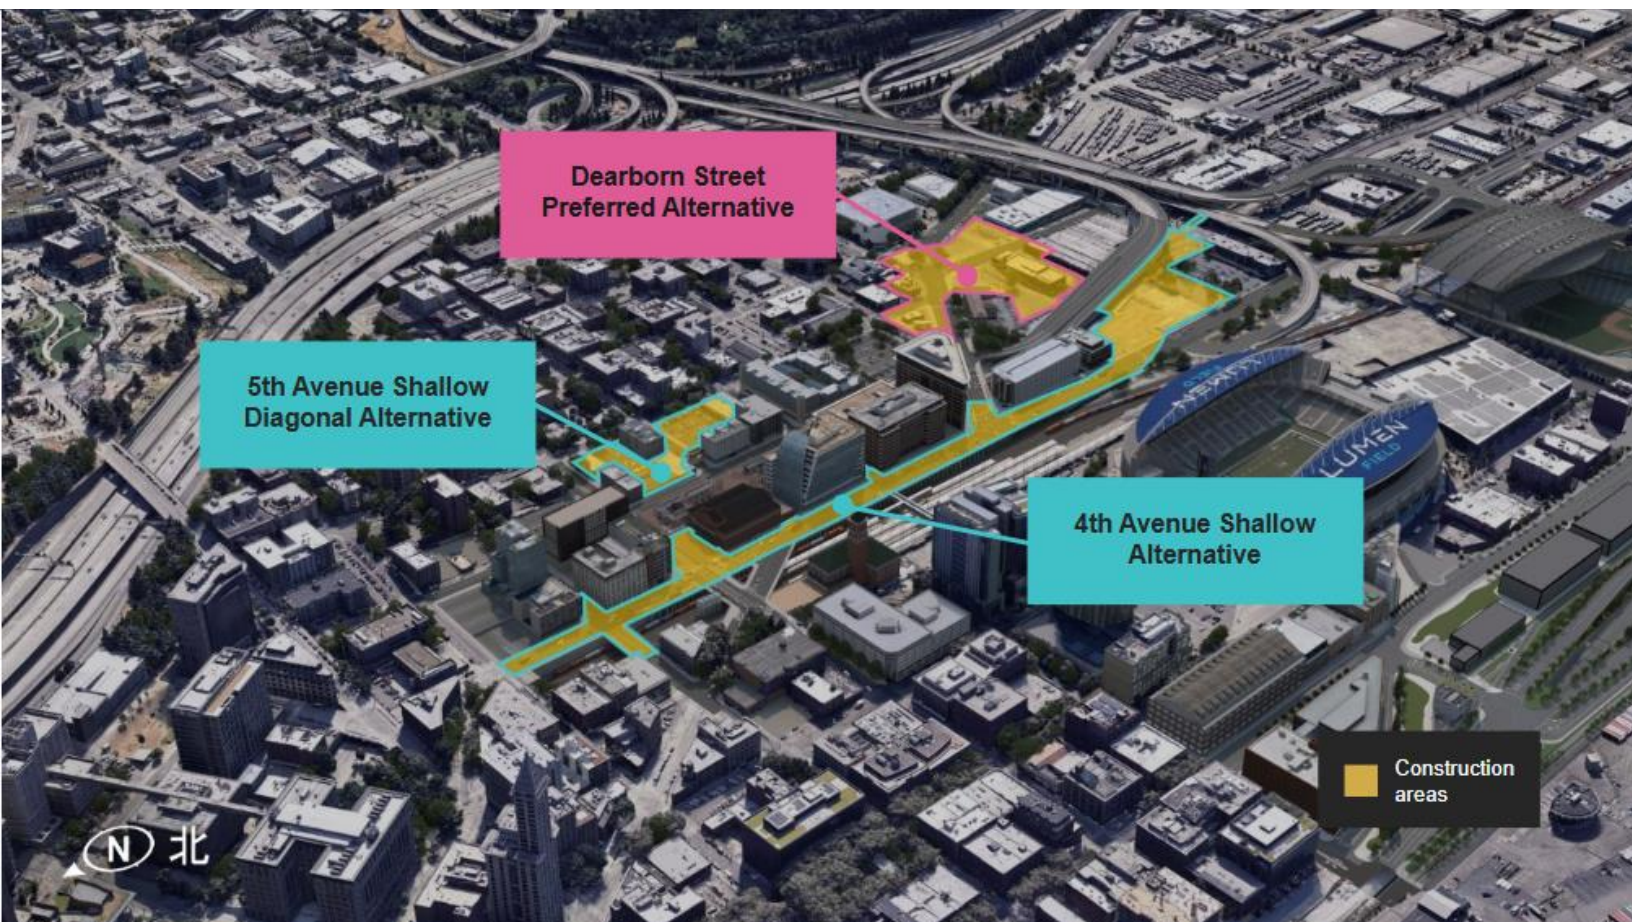 Dearborn Street
Preferred Alternative
5th Avenue Shallow
Diagonal Alternative
4th Avenue Shallow
Alternative
LUMEN
FIELD
Construction
areas
N 北